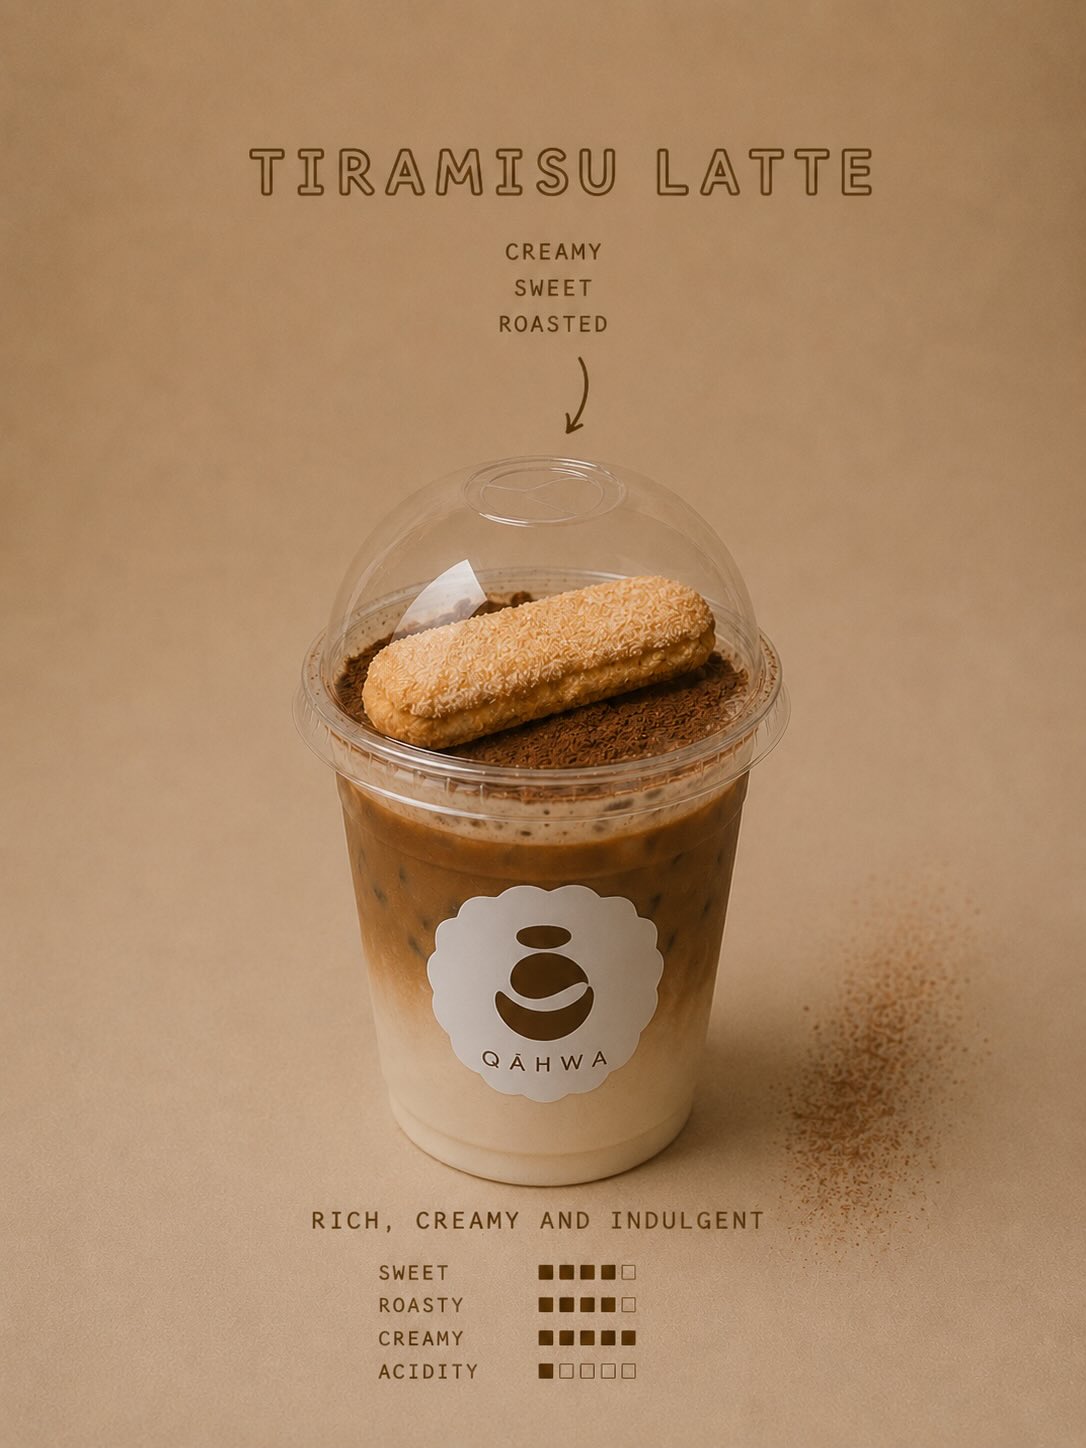 TIRAMISU LATTE
CREAMY
SWEET
ROASTED
QĀHWA
RICH, CREAMY AND INDULGENT
SWEET
ROASTY
CREAMY
ACIDITY